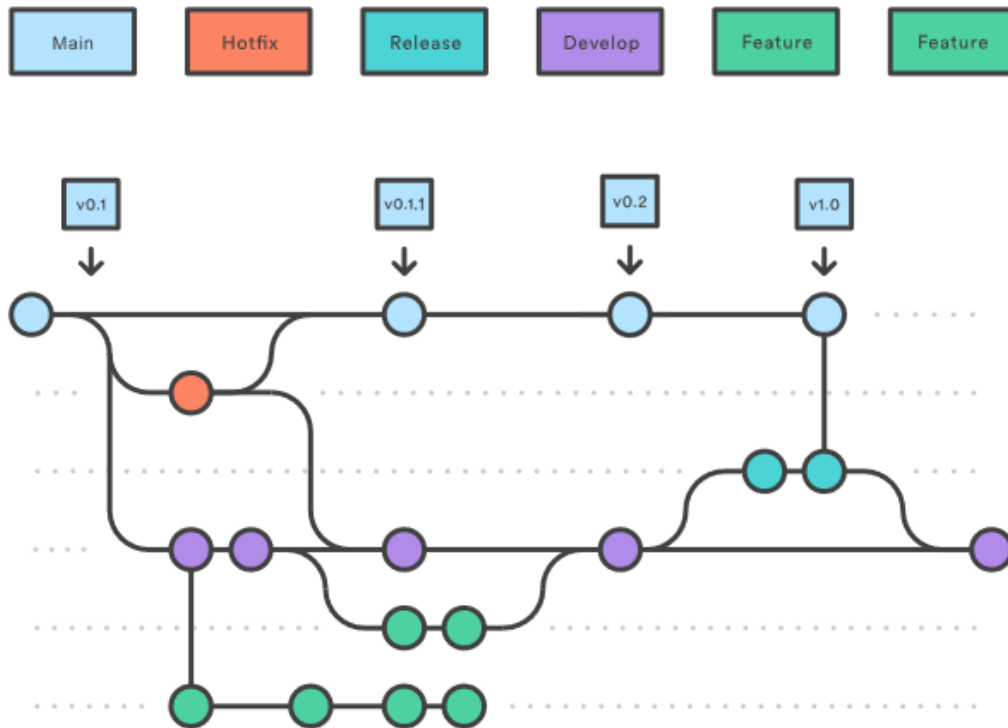 Main
Hotfix
Release
Develop
Feature
Feature
v0.1
v0.1.1
v0.2
v1.0